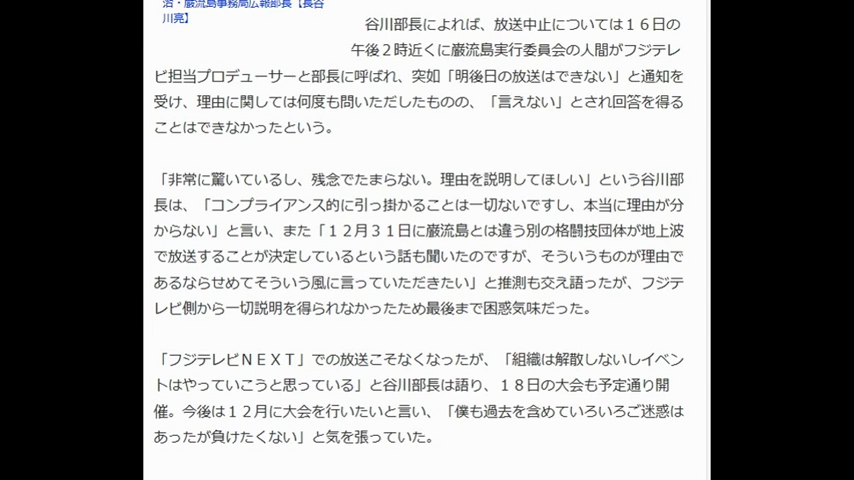 治・巌流島事務局広報部長【長谷
川亮】
谷川部長によれば、放送中止については１６日の
午後２時近くに巌流島実行委員会の人間がフジテレ
ビ担当プロデューサーと部長に呼ばれ、突如「明後日の放送はできない」と通知を
受け、理由に関しては何度も問いただしたものの、「言えない」とされ回答を得る
ことはできなかったという。
「非常に驚いているし、残念でたまらない。理由を説明してほしい」という谷川部
長は、「コンプライアンス的に引っ掛かることは一切ないですし、本当に理由が分
からない」と言い、また「１２月３１日に巌流島とは違う別の格闘技団体が地上波
で放送することが決定しているという話も聞いたのですが、そういうものが理由で
あるならせめてそういう風に言っていただきたい」と推測も交え語ったが、フジテ
レビ側から一切説明を得られなかったため最後まで困惑気味だった。
「フジテレビＮＥＸＴ」での放送こそなくなったが、「組織は解散しないしイベン
トはやっていこうと思っている」と谷川部長は語り、１８日の大会も予定通り開
催。今後は１２月に大会を行いたいと言い、「僕も過去を含めていろいろご迷惑は
あったが負けたくない」と気を張っていた。